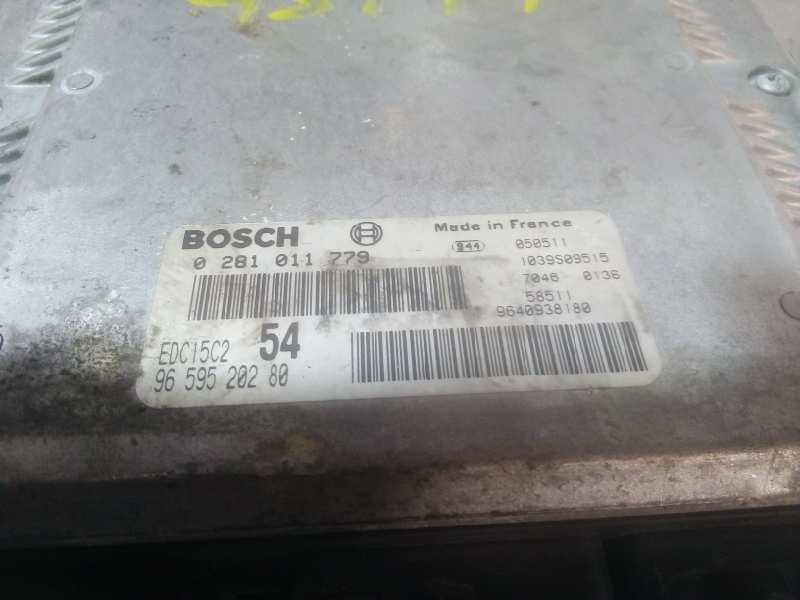 BOSCH
Made in France
0 281 011 779
944 050511
1039S09515
7046 0136
58511
9640938180
EDC15C2 54
96 595 202 80